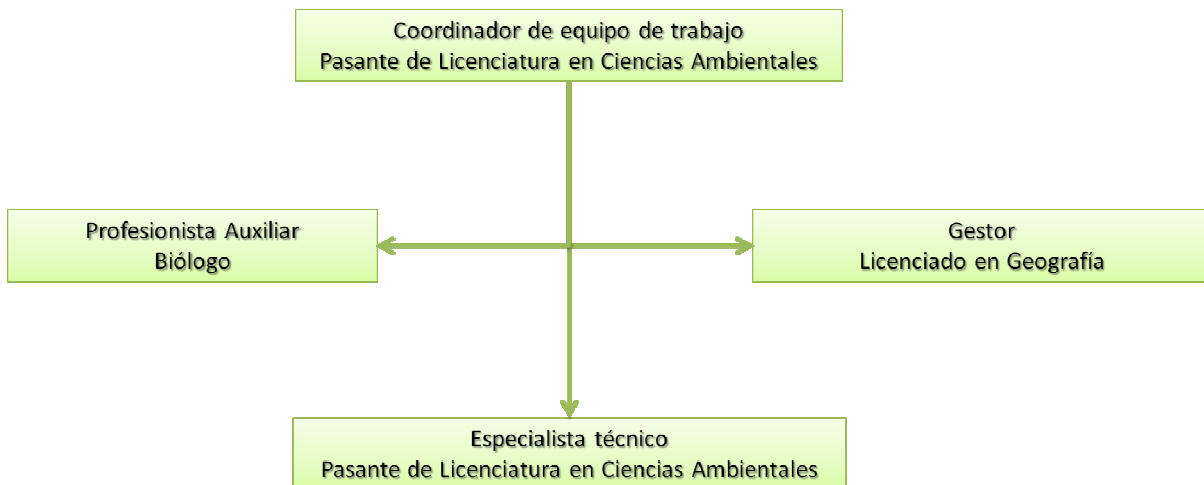 Coordinador de equipo de trabajo
Pasante de Licenciatura en Ciencias Ambientales
Profesionista Auxiliar
Biólogo
Gestor
Licenciado en Geografía
Especialista técnico
Pasante de Licenciatura en Ciencias Ambientales